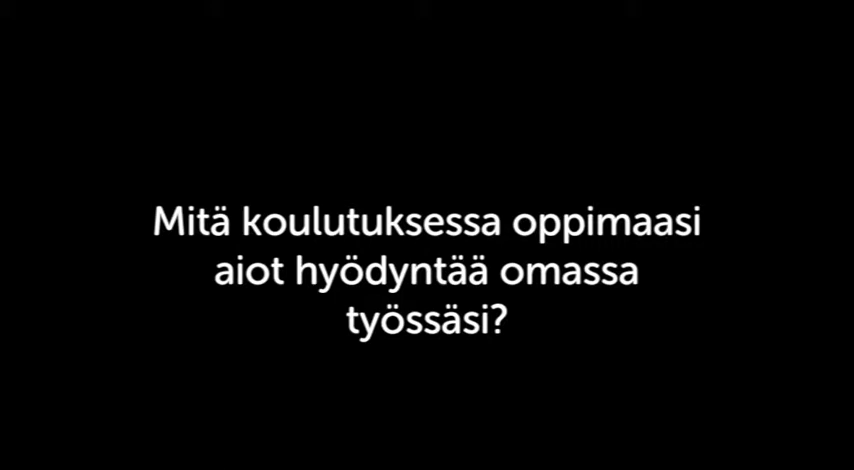 Mitä koulutuksessa oppimaasi
aiot hyödyntää omassa
työssäsi?